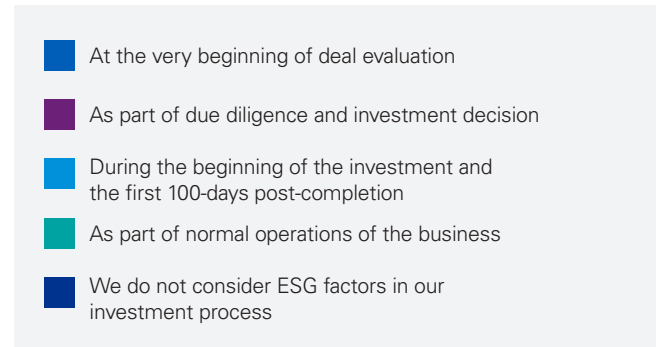 At the very beginning of deal evaluation
As part of due diligence and investment decision
During the beginning of the investment and
the first 100-days post-completion
As part of normal operations of the business
We do not consider ESG factors in our
investment process